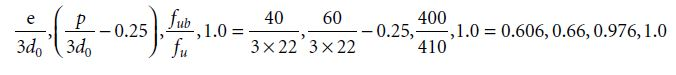 e/3d₀, (p/3d₀ − 0.25), f_ub/f_u, 1.0 = 40/3 × 22, 60/3 × 22 − 0.25, 400/410, 1.0 = 0.606, 0.66, 0.976, 1.0